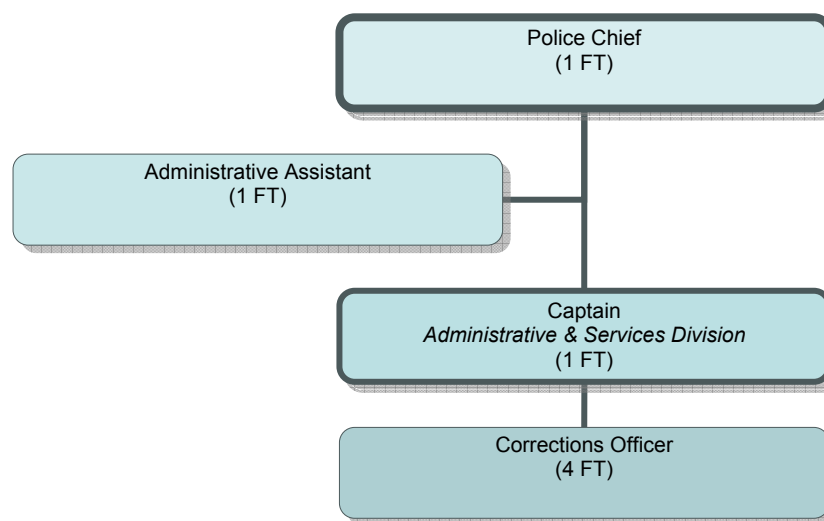 Police Chief
(1 FT)
Administrative Assistant
(1 FT)
Captain
Administrative & Services Division
(1 FT)
Corrections Officer
(4 FT)